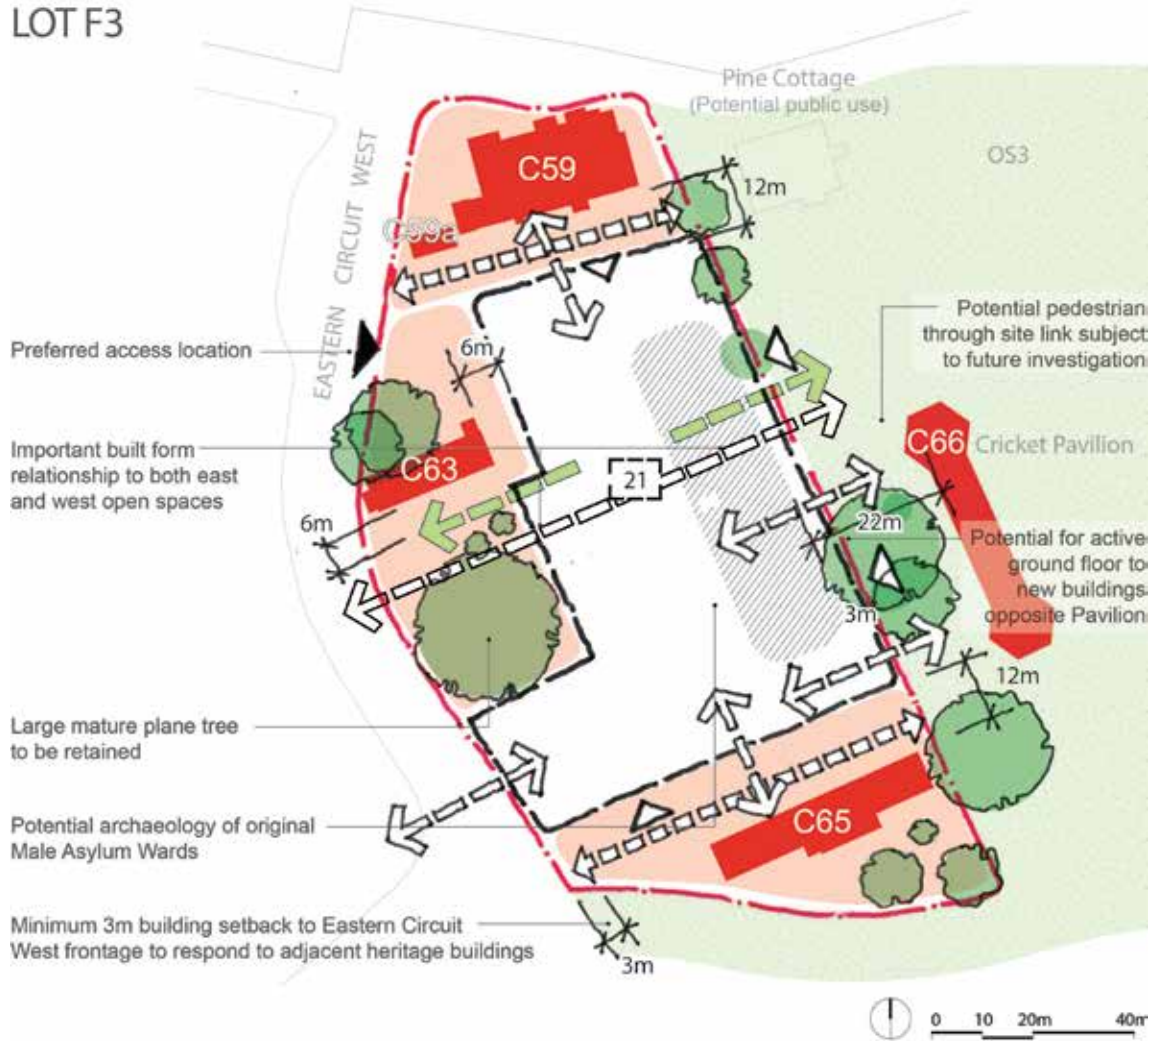 LOT F3
Pine Cottage
(Potential public use)
OS3
EASTERN CIRCUIT WEST
C59
12m
C59a
Preferred access location
6m
Potential pedestrian
through site link subject
to future investigation
Important built form
relationship to both east
and west open spaces
C63
C66
Cricket Pavilion
21
6m
22m
Potential for active
ground floor to
new buildings
opposite Pavilion
3m
12m
Large mature plane tree
to be retained
Potential archaeology of original
Male Asylum Wards
C65
Minimum 3m building setback to Eastern Circuit
West frontage to respond to adjacent heritage buildings
3m
0 10 20m 40m